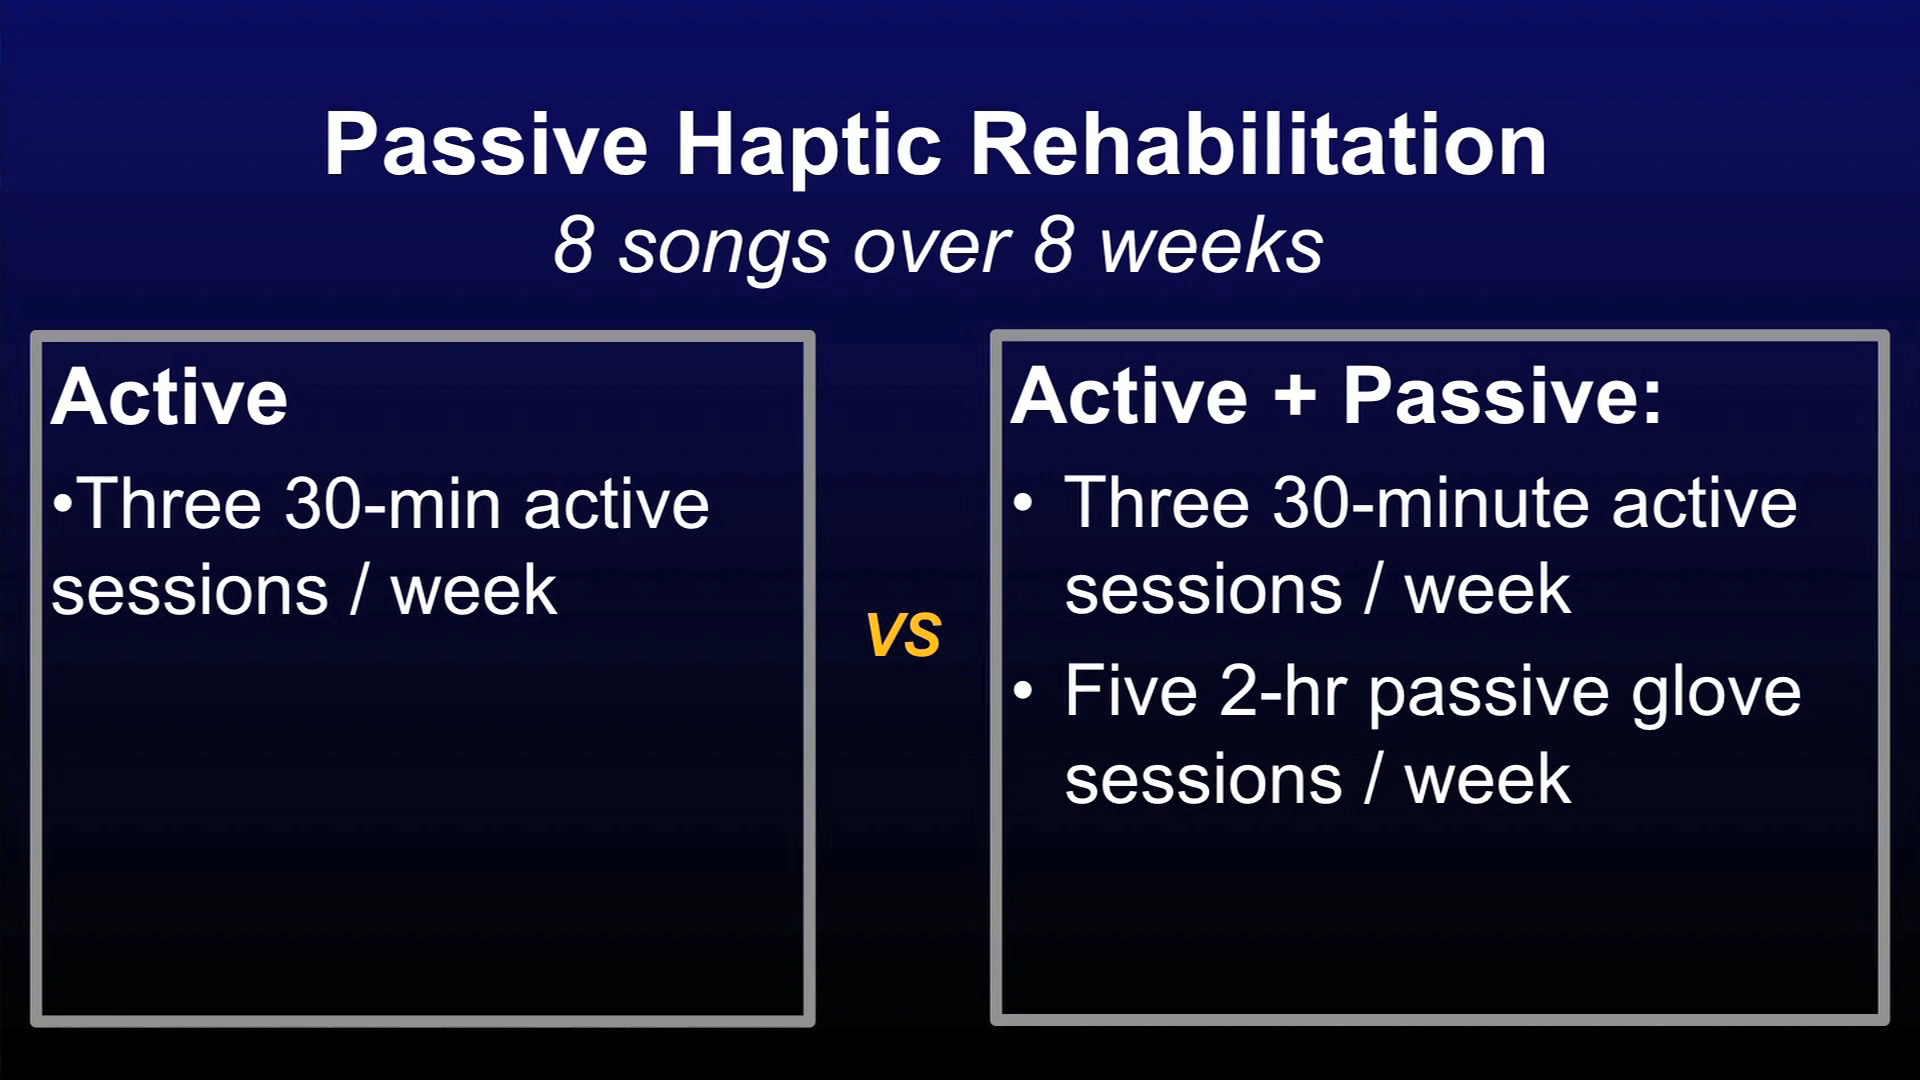 Passive Haptic Rehabilitation
8 songs over 8 weeks
Active
•Three 30-min active
sessions / week
vs
Active + Passive:
• Three 30-minute active
sessions / week
• Five 2-hr passive glove
sessions / week